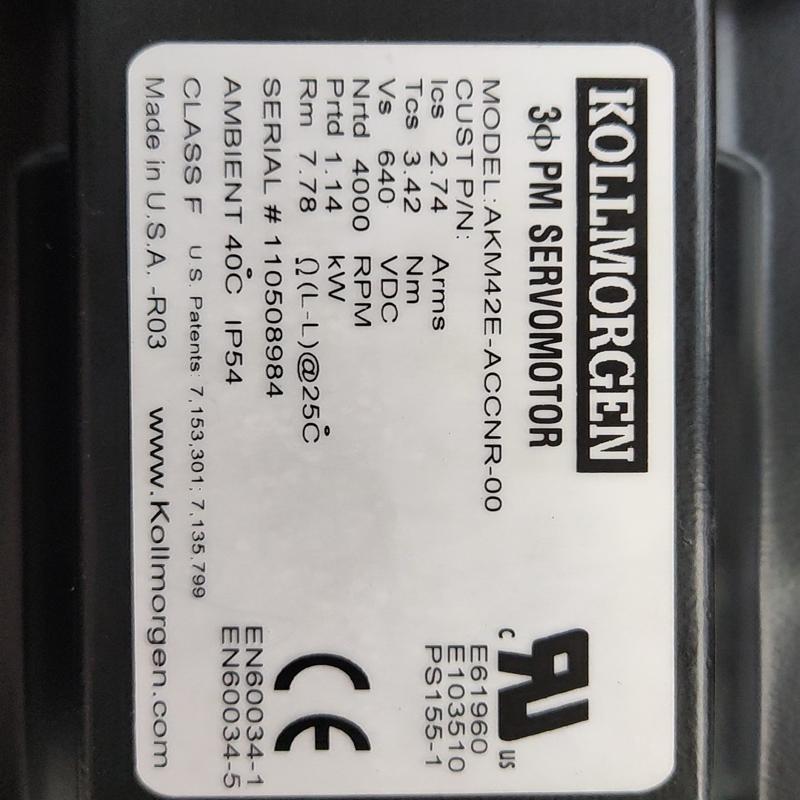 KOLLMORGEN
3Φ PM SERVOMOTOR
MODEL:AKM42E-ACCNR-00
CUST P/N:
Ics 2.74 Arms
Tcs 3.42 Nm
Vs 640 VDC
Nrtd 4000 RPM
Prtd 1.14 kW
Rm 7.78 Ω(L-L)@25°C
SERIAL # 110508984
AMBIENT 40°C IP54
CLASS F U.S. Patents: 7,153,301; 7,135,799
Made in U.S.A. -R03 www.Kollmorgen.com
c RU US
E61960
E103510
PS155-1
CE
EN60034-1
EN60034-5